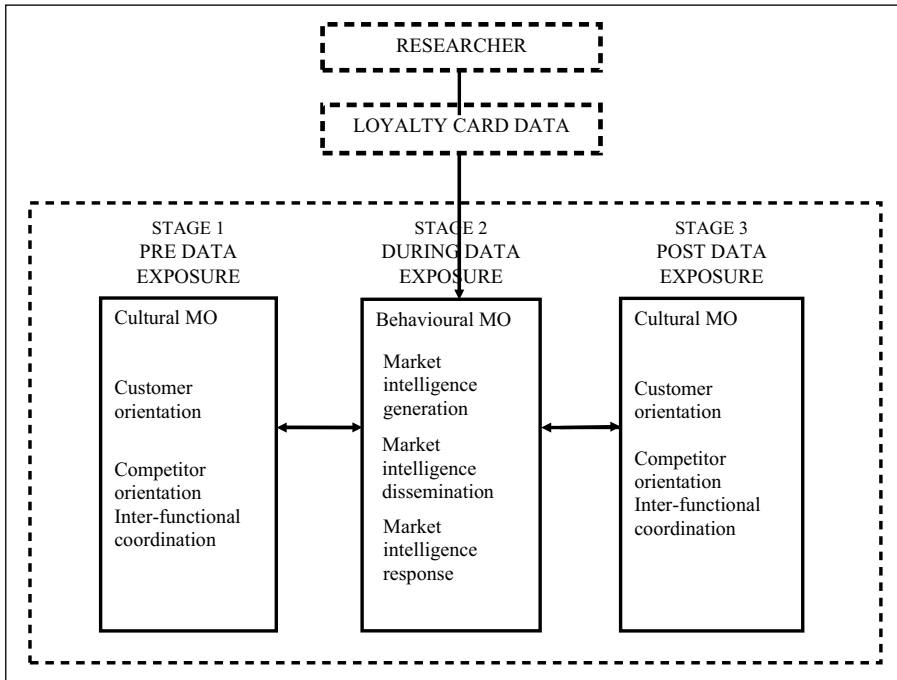 RESEARCHER
LOYALTY CARD DATA
STAGE 1
PRE DATA
EXPOSURE
STAGE 2
DURING DATA
EXPOSURE
STAGE 3
POST DATA
EXPOSURE
Cultural MO
Customer
orientation
Competitor
orientation
Inter-functional
coordination
Behavioural MO
Market
intelligence
generation
Market
intelligence
dissemination
Market
intelligence
response
Cultural MO
Customer
orientation
Competitor
orientation
Inter-functional
coordination